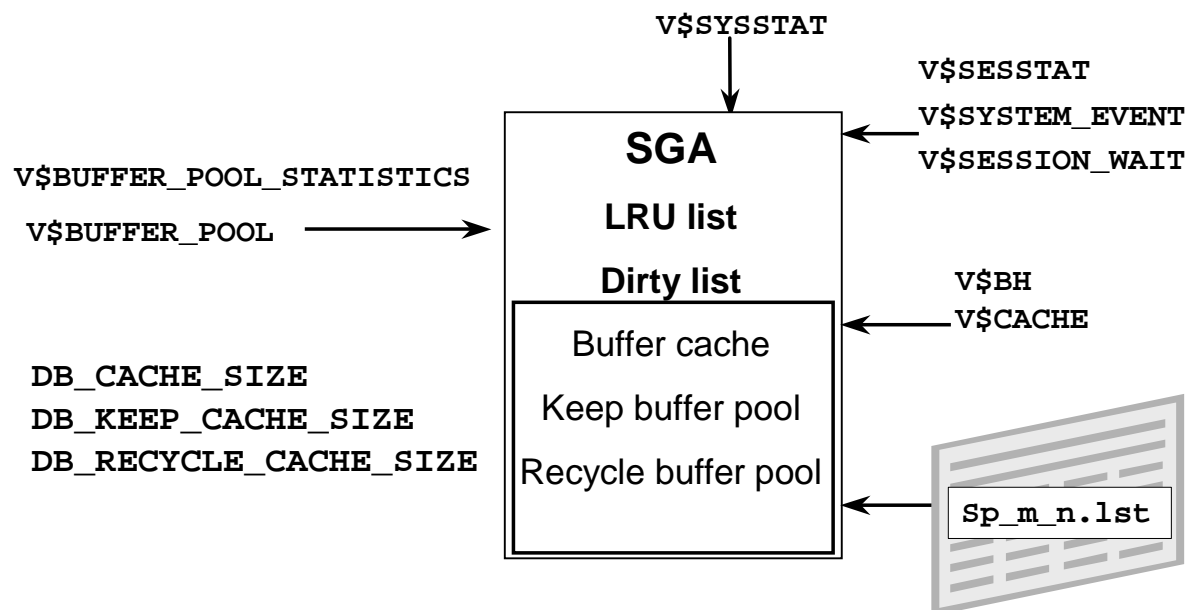 V$SYSSTAT
V$SESSTAT
V$SYSTEM_EVENT
V$SESSION_WAIT
V$BUFFER_POOL_STATISTICS
V$BUFFER_POOL
SGA
LRU list
Dirty list
V$BH
V$CACHE
Buffer cache
Keep buffer pool
Recycle buffer pool
DB_CACHE_SIZE
DB_KEEP_CACHE_SIZE
DB_RECYCLE_CACHE_SIZE
Sp_m_n.lst